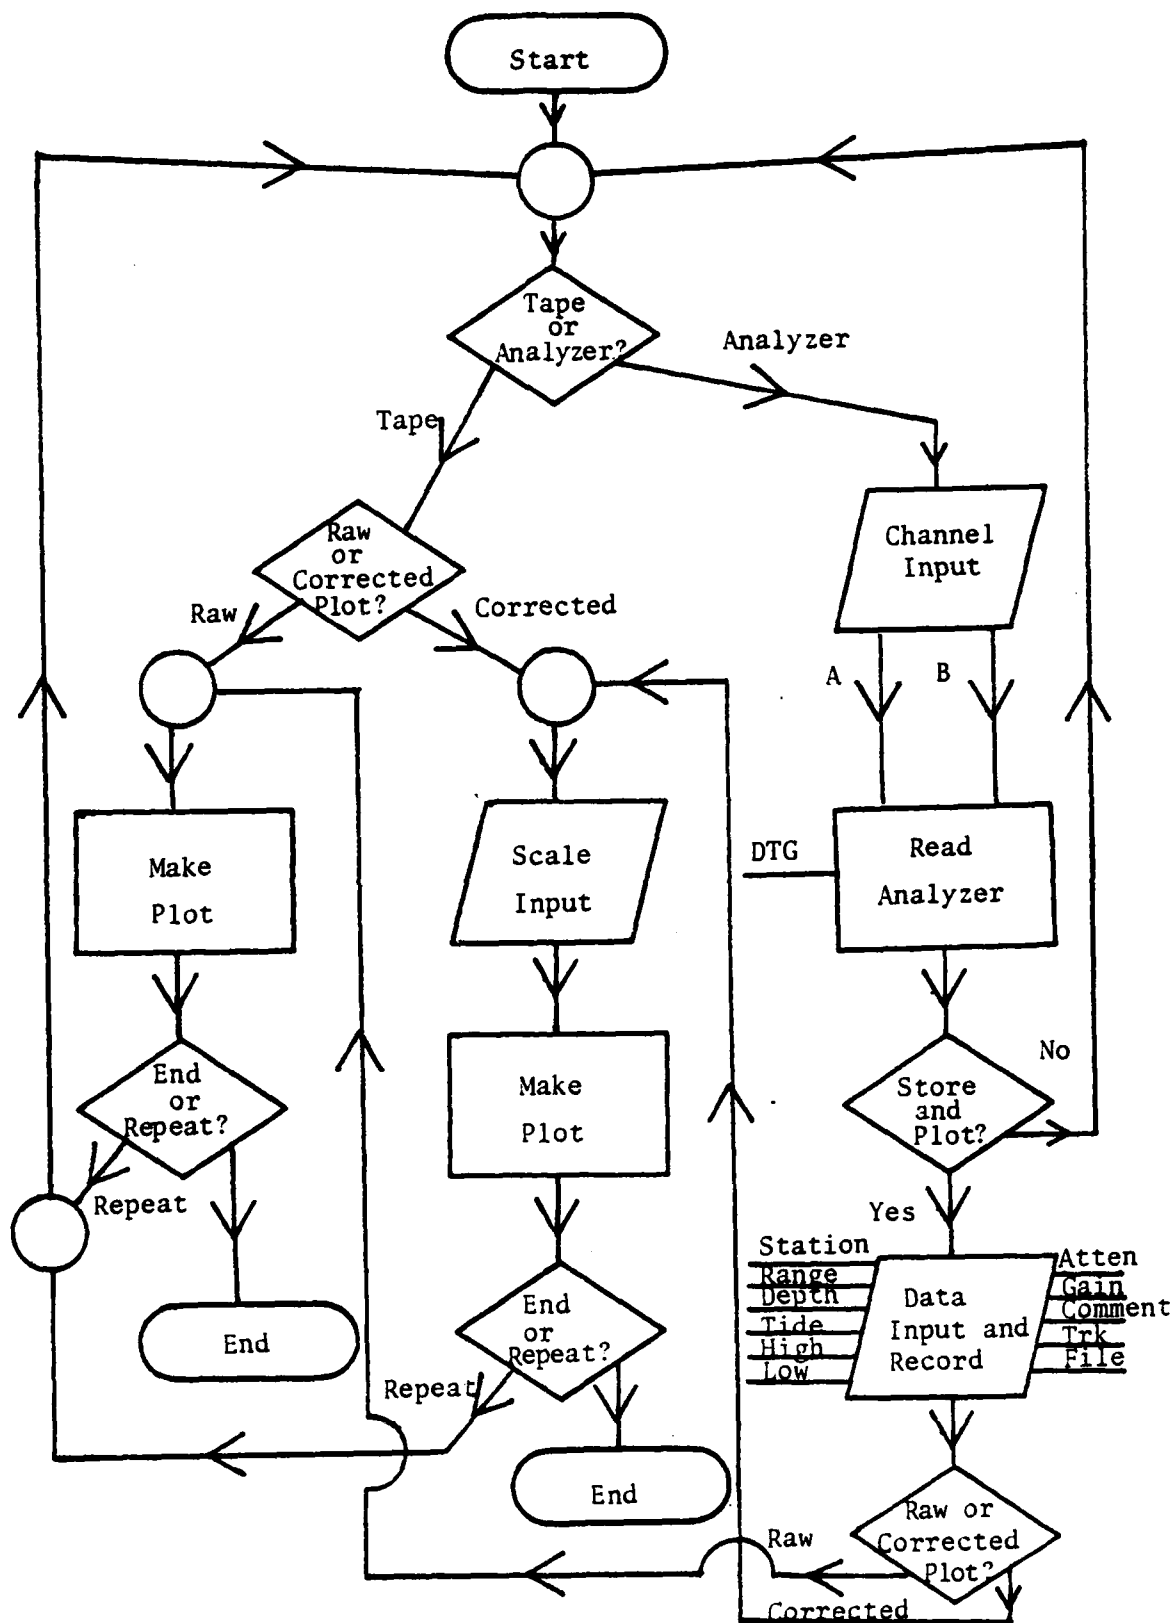 Start
Tape
or
Analyzer?
Analyzer
Tape
Raw
or
Corrected
Plot?
Channel
Input
Raw
Corrected
A
B
Make
Plot
Scale
Input
DTG
Read
Analyzer
End
or
Repeat?
Make
Plot
No
Store
and
Plot?
Repeat
Yes
Station
Range
Depth
Tide
High
Low
Data
Input and
Record
Atten
Gain
Comment
Trk
File
End
End
or
Repeat?
Repeat
End
Raw or
Corrected
Plot?
Raw
Corrected